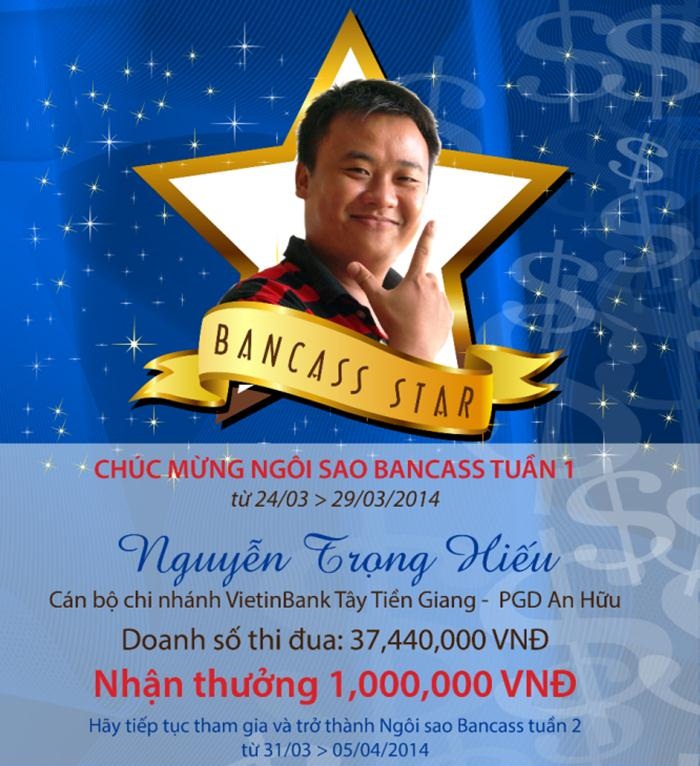 BANCASS STAR
CHÚC MỪNG NGÔI SAO BANCASS TUẦN 1
từ 24/03 > 29/03/2014
Nguyễn Trọng Hiếu
Cán bộ chi nhánh VietinBank Tây Tiền Giang - PGD An Hữu
Doanh số thi đua: 37,440,000 VNĐ
Nhận thưởng 1,000,000 VNĐ
Hãy tiếp tục tham gia và trở thành Ngôi sao Bancass tuần 2
từ 31/03 > 05/04/2014